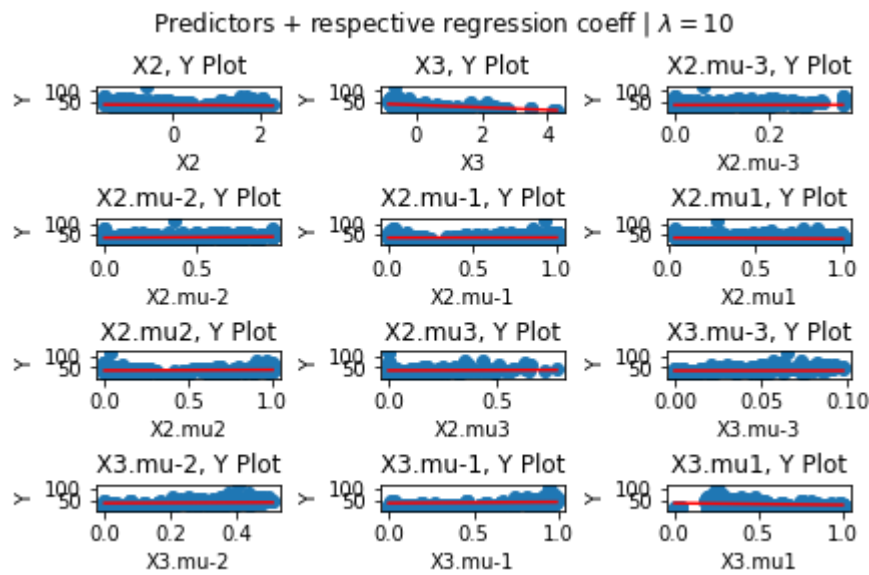 Predictors + respective regression coeff | λ = 10
X2, Y Plot X3, Y Plot X2.mu-3, Y Plot
Y 100 50 Y 100 50 Y 100 50
0 2 0 2 4 0.0 0.2
X2 X3 X2.mu-3
X2.mu-2, Y Plot X2.mu-1, Y Plot X2.mu1, Y Plot
Y 100 50 Y 100 50 Y 100 50
0.0 0.5 0.0 0.5 1.0 0.0 0.5 1.0
X2.mu-2 X2.mu-1 X2.mu1
X2.mu2, Y Plot X2.mu3, Y Plot X3.mu-3, Y Plot
Y 100 50 Y 100 50 Y 100 50
0.0 0.5 1.0 0.0 0.5 0.00 0.05 0.10
X2.mu2 X2.mu3 X3.mu-3
X3.mu-2, Y Plot X3.mu-1, Y Plot X3.mu1, Y Plot
Y 100 50 Y 100 50 Y 100 50
0.0 0.2 0.4 0.0 0.5 1.0 0.0 0.5 1.0
X3.mu-2 X3.mu-1 X3.mu1